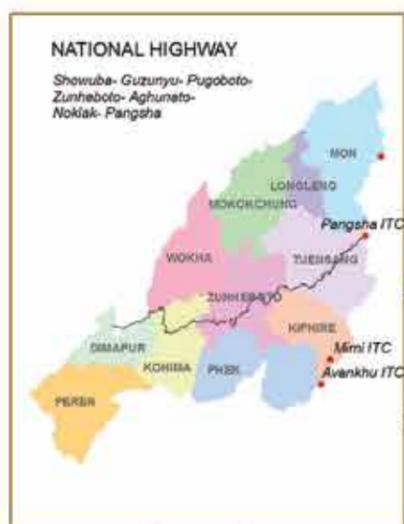 NATIONAL HIGHWAY
Showuba- Guzunyu- Pugoboto-
Zunheboto- Aghunato-
Noklak- Pangsha
MON
LONGLENG
MOKOKCHUNG
Pangsha ITC
TUENSANG
WOKHA
ZUNHEBOTO
KIPHIRE
DIMAPUR
Mimi ITC
KOHIMA
PHEK
Avankhu ITC
PEREN